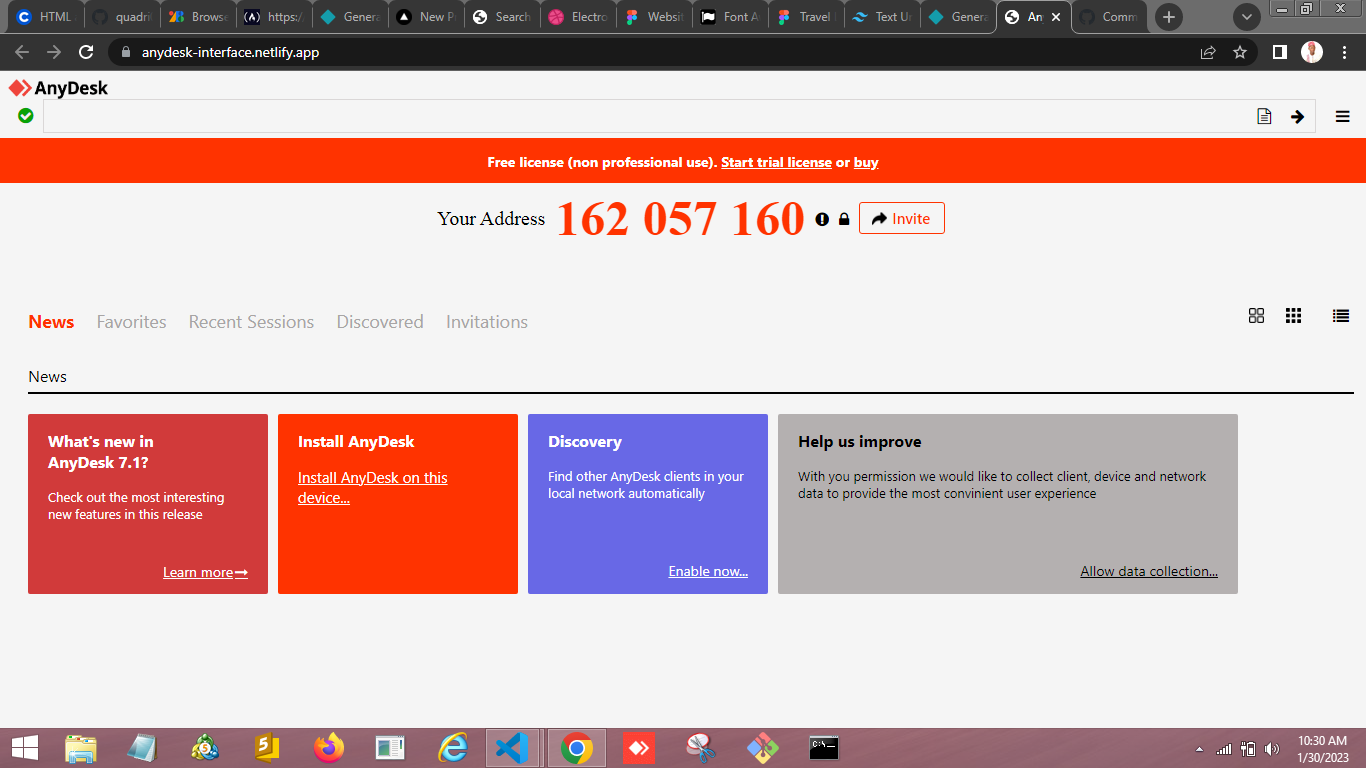 HTML
quadri
Browse
https:/
Genera
New P
Search
Electro
Websit
Font A
Travel
Text Ur
Genera
An
Comm
anydesk-interface.netlify.app
AnyDesk
Free license (non professional use). Start trial license or buy
Your Address 162 057 160 Invite
News Favorites Recent Sessions Discovered Invitations
News
What's new in
AnyDesk 7.1?
Check out the most interesting
new features in this release
Learn more
Install AnyDesk
Install AnyDesk on this
device...
Discovery
Find other AnyDesk clients in your
local network automatically
Enable now...
Help us improve
With you permission we would like to collect client, device and network
data to provide the most convinient user experience
Allow data collection...
10:30 AM
1/30/2023